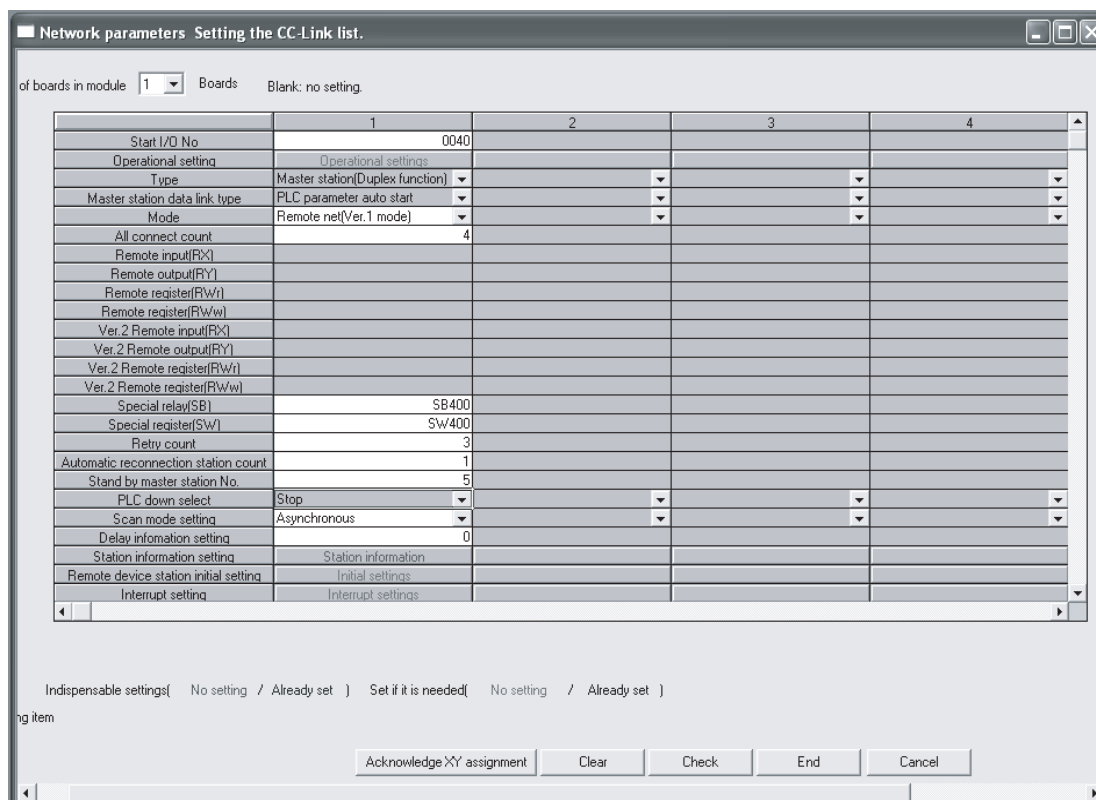 Network parameters Setting the CC-Link list.
of boards in module 1 Boards Blank: no setting.
1 2 3 4
Start I/O No 0040
Operational setting Operational settings
Type Master station(Duplex function)
Master station data link type PLC parameter auto start
Mode Remote net(Ver.1 mode)
All connect count 4
Remote input(RX)
Remote output(RY)
Remote register(RWr)
Remote register(RWw)
Ver.2 Remote input(RX)
Ver.2 Remote output(RY)
Ver.2 Remote register(RWr)
Ver.2 Remote register(RWw)
Special relay(SB) SB400
Special register(SW) SW400
Retry count 3
Automatic reconnection station count 1
Stand by master station No. 5
PLC down select Stop
Scan mode setting Asynchronous
Delay infomation setting 0
Station information setting Station information
Remote device station initial setting Initial settings
Interrupt setting Interrupt settings
Indispensable settings( No setting / Already set ) Set if it is needed( No setting / Already set )
ng item
Acknowledge XY assignment Clear Check End Cancel